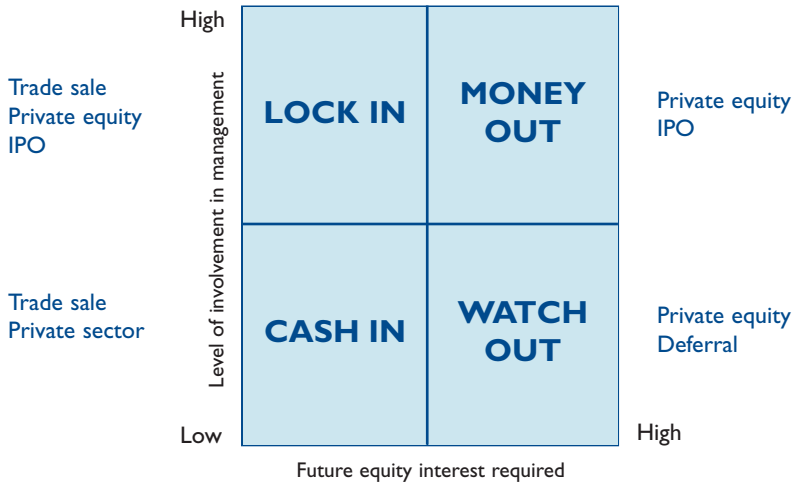 High
Trade sale
Private equity
IPO
Level of involvement in management
LOCK IN
MONEY
OUT
Private equity
IPO
Trade sale
Private sector
CASH IN
WATCH
OUT
Private equity
Deferral
Low
High
Future equity interest required